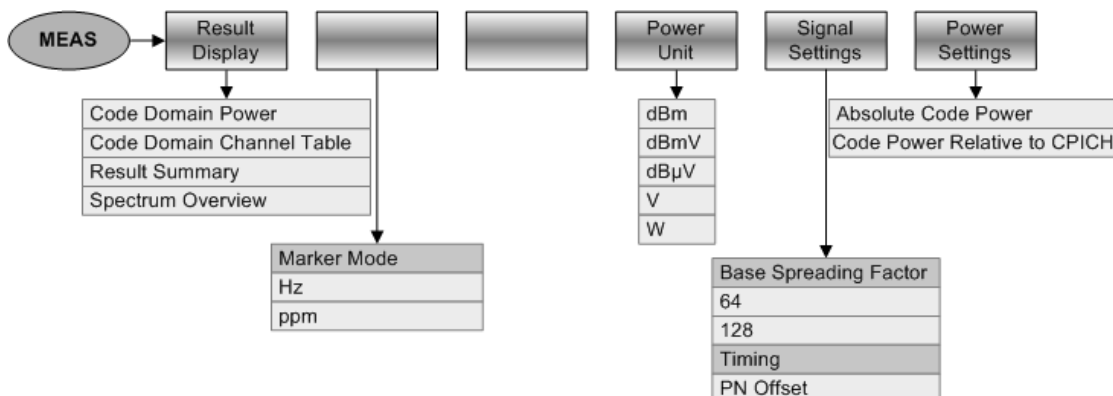 MEAS
Result
Display
Power
Unit
Signal
Settings
Power
Settings
Code Domain Power
Code Domain Channel Table
Result Summary
Spectrum Overview
Marker Mode
Hz
ppm
dBm
dBmV
dBµV
V
W
Base Spreading Factor
64
128
Timing
PN Offset
Absolute Code Power
Code Power Relative to CPICH